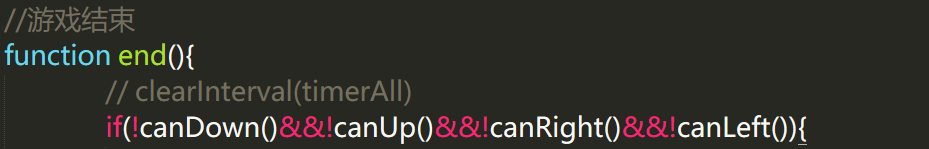 //游戏结束
function end(){
// clearInterval(timerAll)
if(!canDown()&&!canUp()&&!canRight()&&!canLeft()){